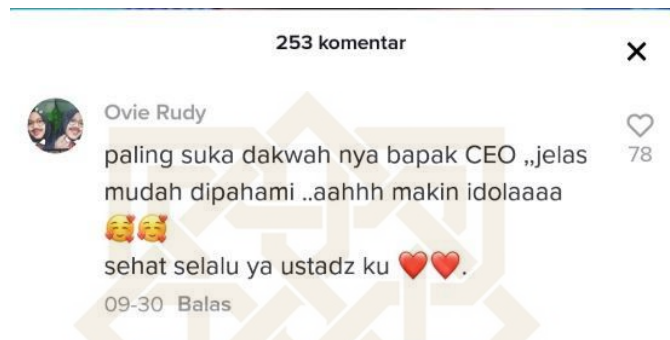 253 komentar
Ovie Rudy
paling suka dakwah nya bapak CEO ,,jelas
mudah dipahami ..aahhh makin idolaaaa
🥰🥰
sehat selalu ya ustadz ku ❤️❤️.
09-30 Balas
78